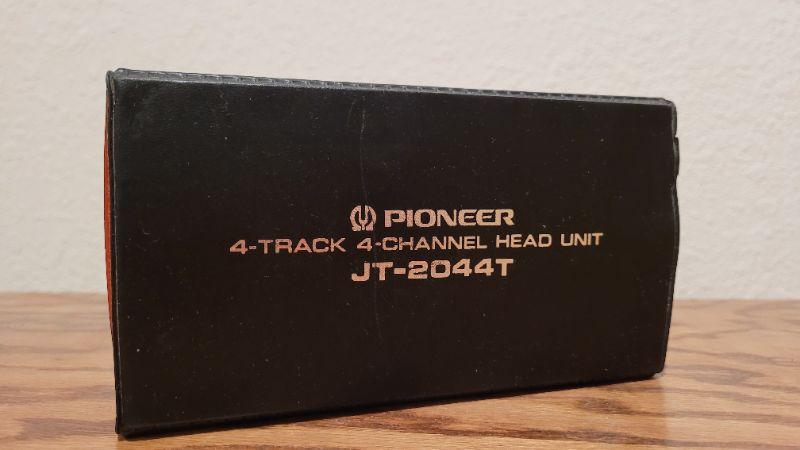 PIONEER
4-TRACK 4-CHANNEL HEAD UNIT
JT-2044T